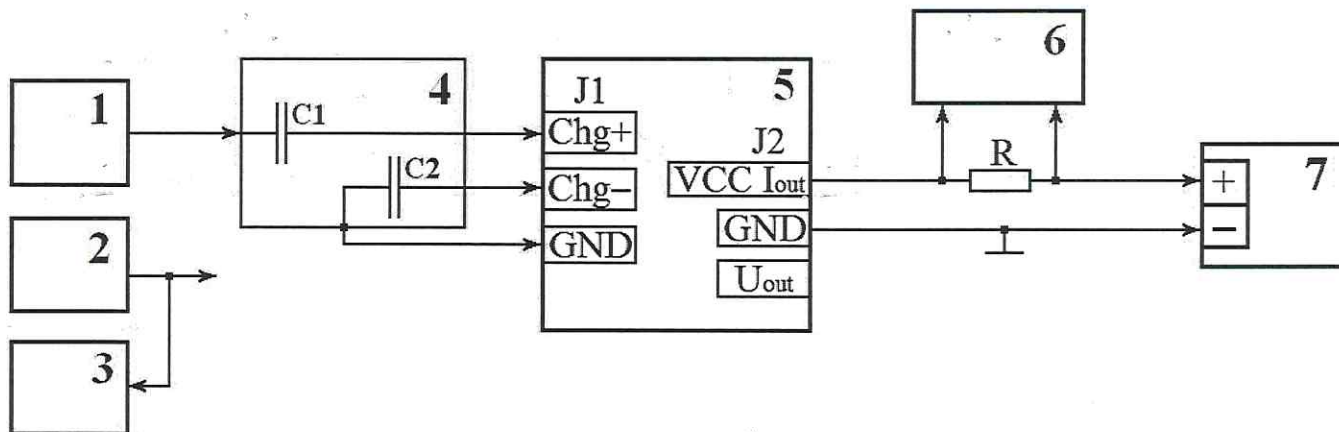 1
2
3
4
C1
C2
5
J1
Chg+
Chg–
GND
J2
VCC Iout
GND
Uout
6
R
7
+
–